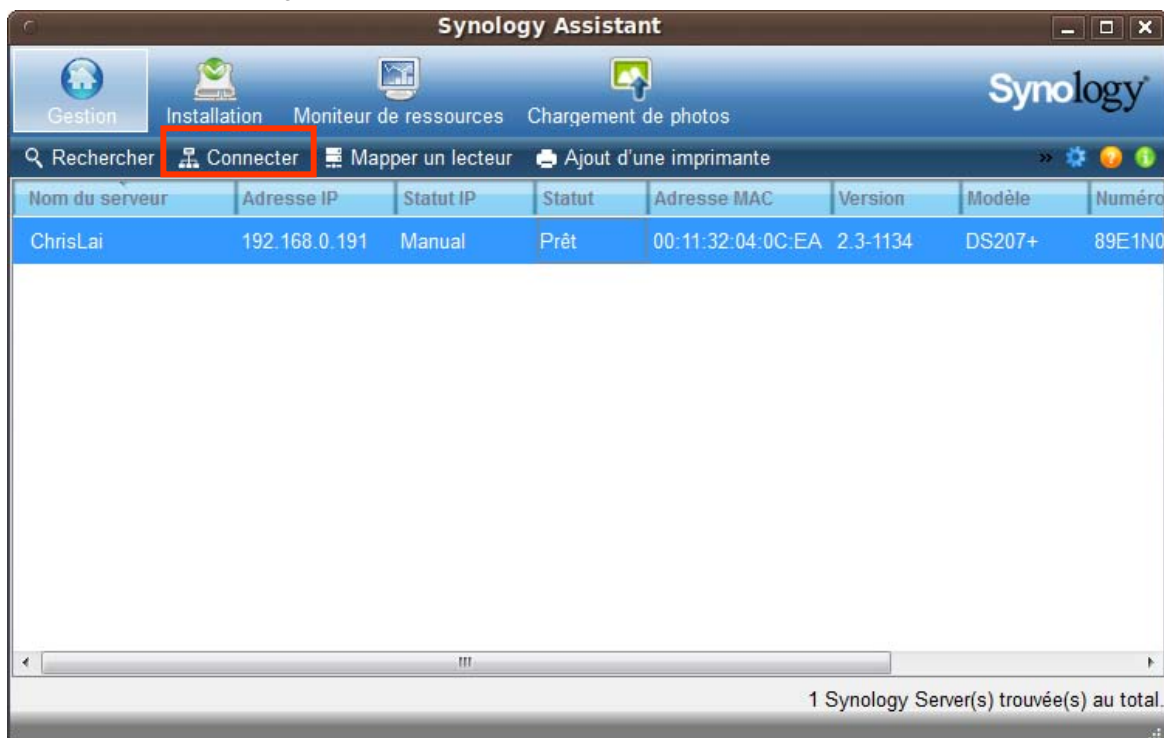 Synology Assistant
Gestion Installation Moniteur de ressources Chargement de photos Synology
Rechercher Connecter Mapper un lecteur Ajout d'une imprimante »
Nom du serveur Adresse IP Statut IP Statut Adresse MAC Version Modèle Numéro
ChrisLai 192.168.0.191 Manual Prêt 00:11:32:04:0C:EA 2.3-1134 DS207+ 89E1N0
1 Synology Server(s) trouvée(s) au total.